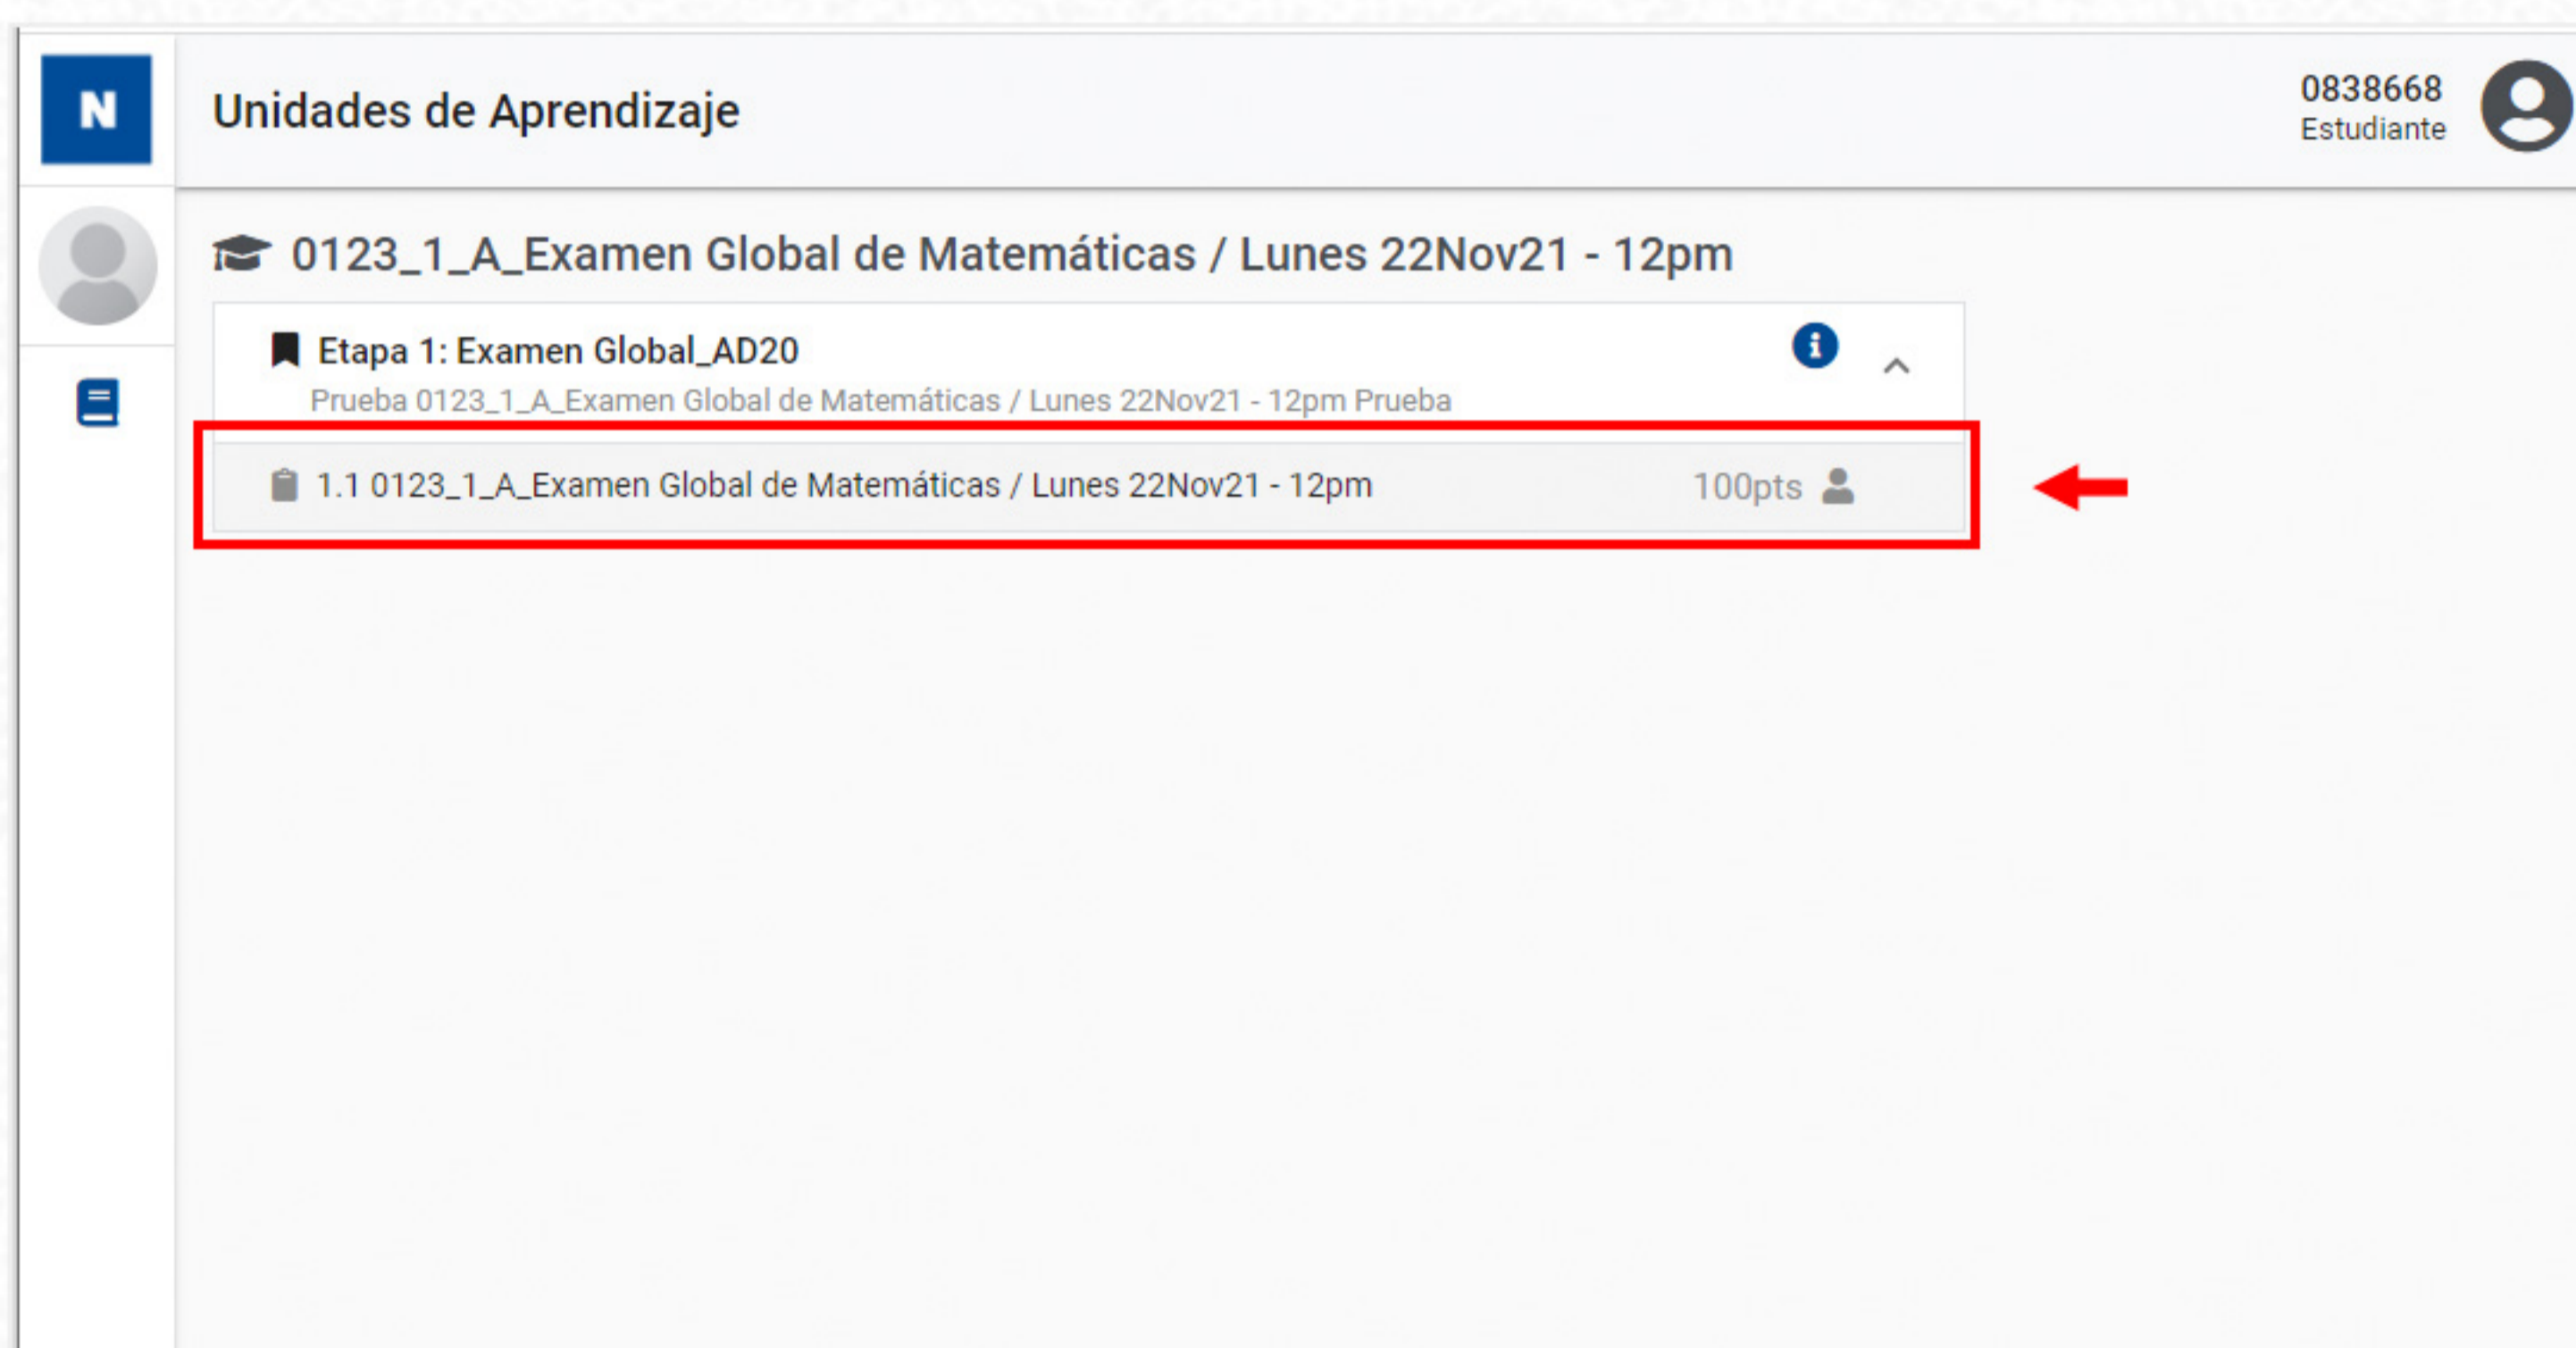 N
Unidades de Aprendizaje
0838668
Estudiante
0123_1_A_Examen Global de Matemáticas / Lunes 22Nov21 - 12pm
Etapa 1: Examen Global_AD20
Prueba 0123_1_A_Examen Global de Matemáticas / Lunes 22Nov21 - 12pm Prueba
1.1 0123_1_A_Examen Global de Matemáticas / Lunes 22Nov21 - 12pm 100pts